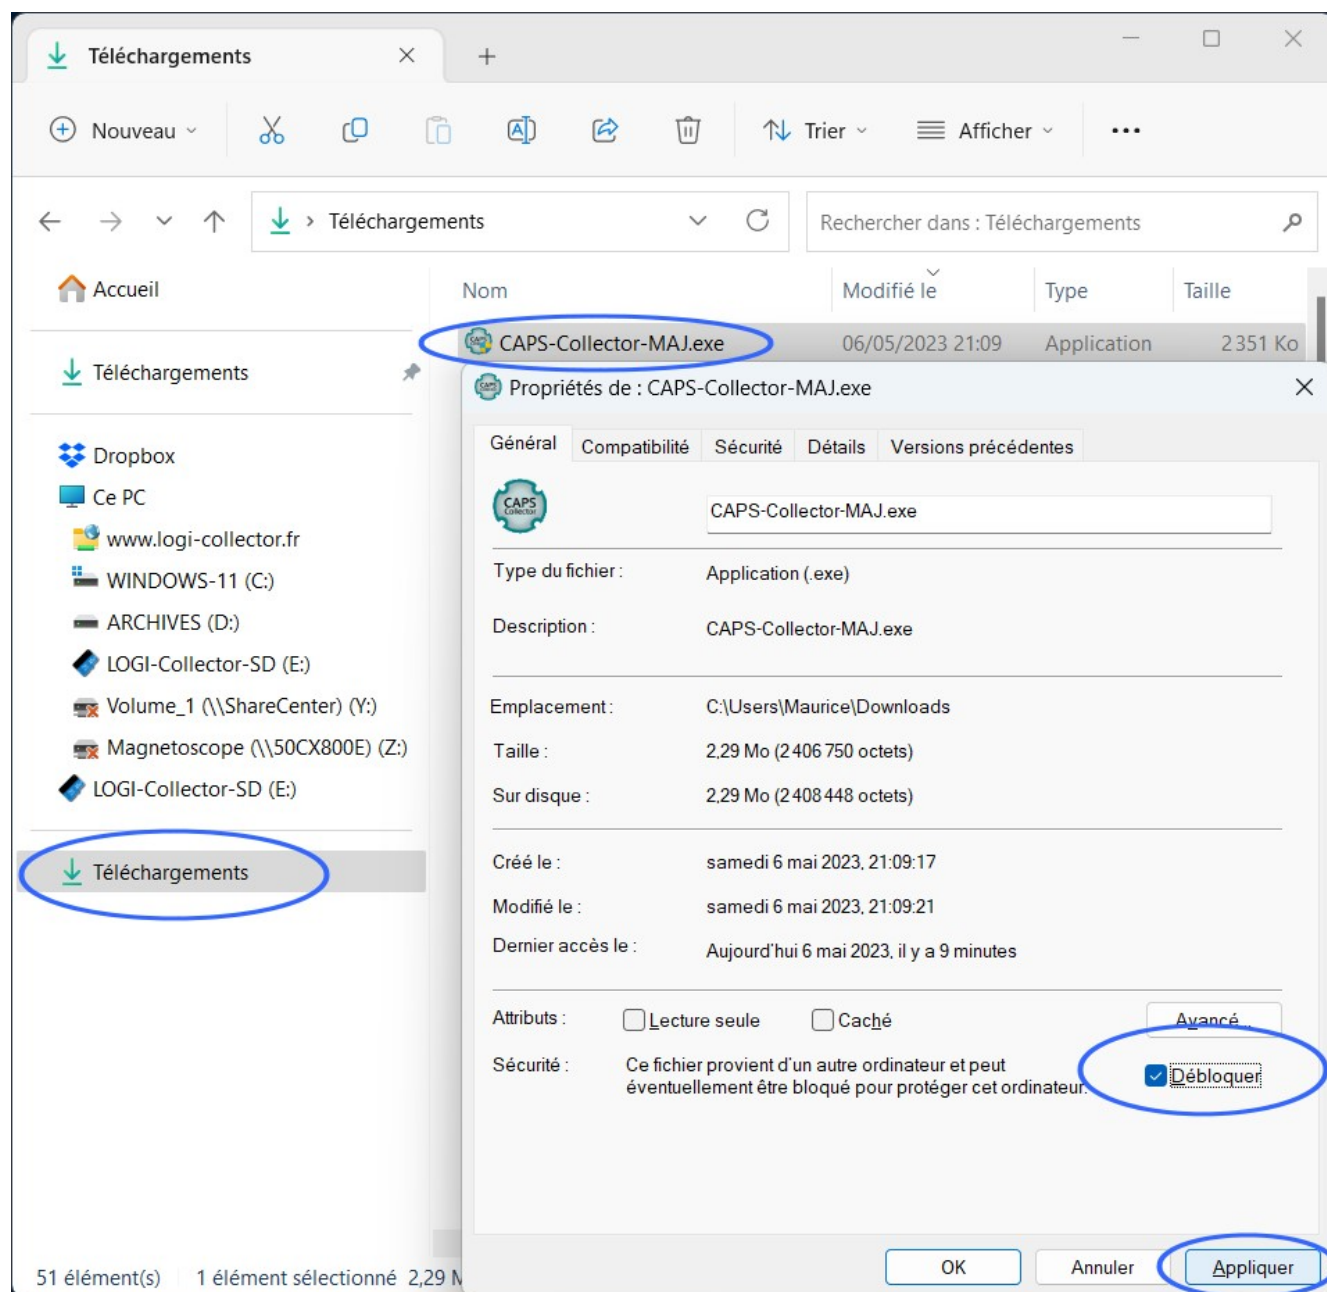 Téléchargements
Nouveau
Trier
Afficher
Téléchargements
Rechercher dans : Téléchargements
Accueil
Téléchargements
Dropbox
Ce PC
www.logi-collector.fr
WINDOWS-11 (C:)
ARCHIVES (D:)
LOGI-Collector-SD (E:)
Volume_1 (\\ShareCenter) (Y:)
Magnetoscope (\\50CX800E) (Z:)
LOGI-Collector-SD (E:)
Téléchargements
Nom Modifié le Type Taille
CAPS-Collector-MAJ.exe 06/05/2023 21:09 Application 2 351 Ko
Propriétés de : CAPS-Collector-MAJ.exe
Général Compatibilité Sécurité Détails Versions précédentes
CAPS
Collector
CAPS-Collector-MAJ.exe
Type du fichier : Application (.exe)
Description : CAPS-Collector-MAJ.exe
Emplacement : C:\Users\Maurice\Downloads
Taille : 2,29 Mo (2 406 750 octets)
Sur disque : 2,29 Mo (2 408 448 octets)
Créé le : samedi 6 mai 2023, 21:09:17
Modifié le : samedi 6 mai 2023, 21:09:21
Dernier accès le : Aujourd'hui 6 mai 2023, il y a 9 minutes
Attributs : Lecture seule Caché Avancé...
Sécurité : Ce fichier provient d'un autre ordinateur et peut
éventuellement être bloqué pour protéger cet ordinateur.
Débloquer
OK Annuler Appliquer
51 élément(s) 1 élément sélectionné 2,29 M